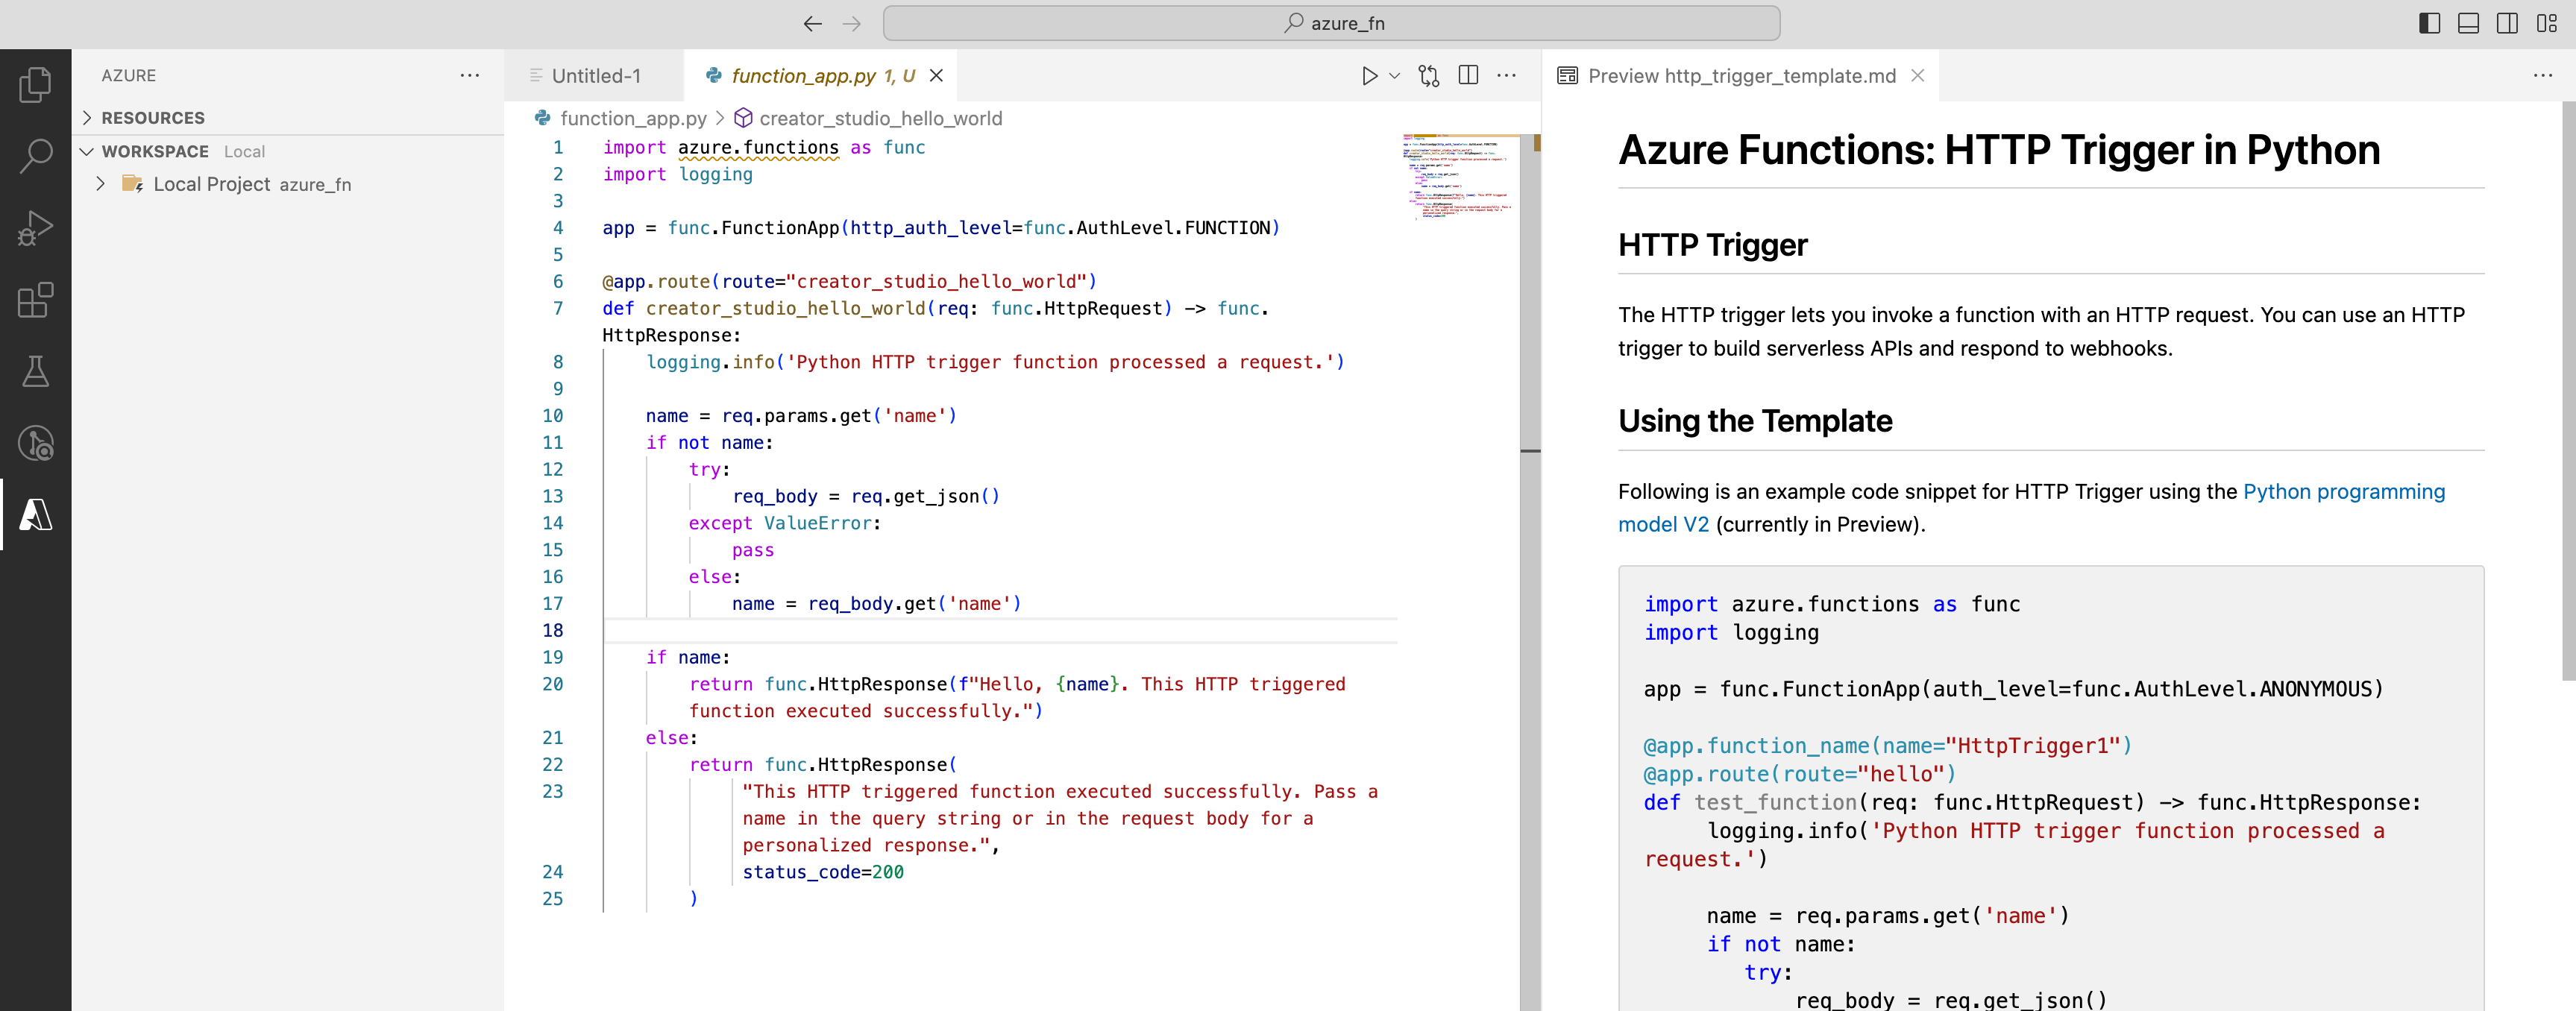 azure_fn
AZURE
RESOURCES
WORKSPACE Local
Local Project azure_fn
Untitled-1
function_app.py 1, U
function_app.py > creator_studio_hello_world
1 import azure.functions as func
2 import logging
3
4 app = func.FunctionApp(http_auth_level=func.AuthLevel.FUNCTION)
5
6 @app.route(route="creator_studio_hello_world")
7 def creator_studio_hello_world(req: func.HttpRequest) -> func.
HttpResponse:
8 logging.info('Python HTTP trigger function processed a request.')
9
10 name = req.params.get('name')
11 if not name:
12 try:
13 req_body = req.get_json()
14 except ValueError:
15 pass
16 else:
17 name = req_body.get('name')
18
19 if name:
20 return func.HttpResponse(f"Hello, {name}. This HTTP triggered
function executed successfully.")
21 else:
22 return func.HttpResponse(
23 "This HTTP triggered function executed successfully. Pass a
name in the query string or in the request body for a
personalized response.",
24 status_code=200
25 )
Preview http_trigger_template.md
Azure Functions: HTTP Trigger in Python
HTTP Trigger
The HTTP trigger lets you invoke a function with an HTTP request. You can use an HTTP
trigger to build serverless APIs and respond to webhooks.
Using the Template
Following is an example code snippet for HTTP Trigger using the Python programming
model V2 (currently in Preview).
import azure.functions as func
import logging
app = func.FunctionApp(auth_level=func.AuthLevel.ANONYMOUS)
@app.function_name(name="HttpTrigger1")
@app.route(route="hello")
def test_function(req: func.HttpRequest) -> func.HttpResponse:
logging.info('Python HTTP trigger function processed a
request.')
name = req.params.get('name')
if not name:
try:
req_body = req.get_json()